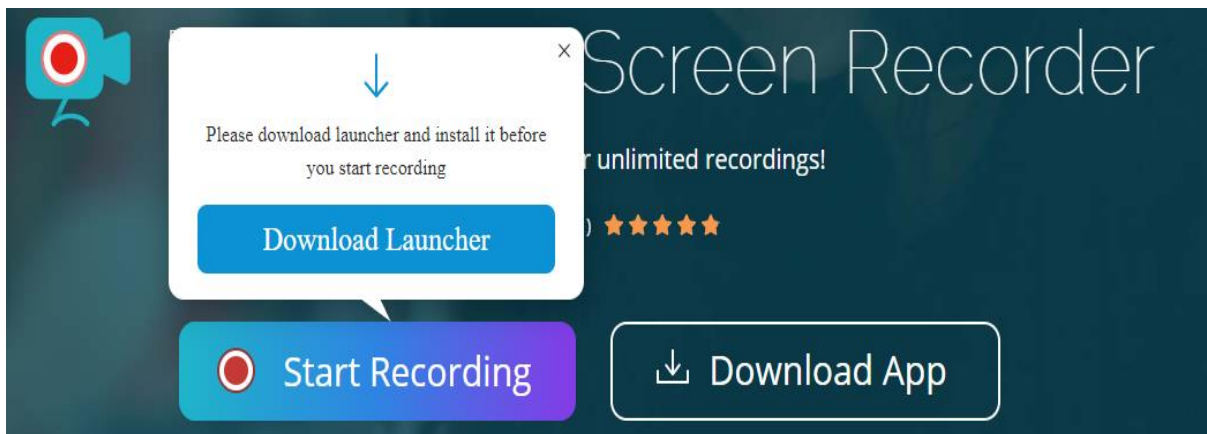 Screen Recorder
Please download launcher and install it before
you start recording
unlimited recordings!
Download Launcher
Start Recording
Download App